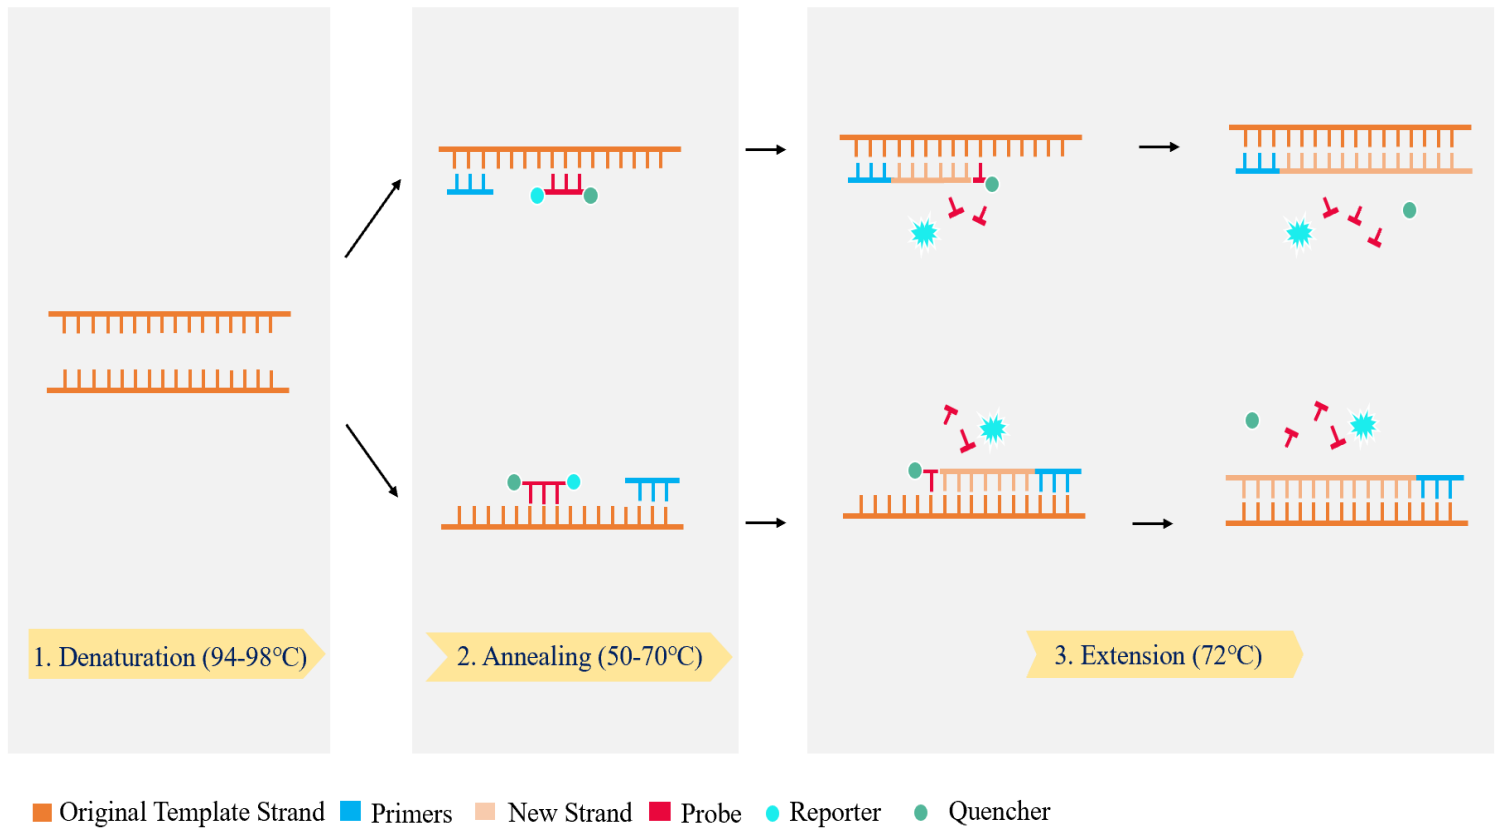 1. Denaturation (94-98℃)
2. Annealing (50-70℃)
3. Extension (72℃)
Original Template Strand
Primers
New Strand
Probe
Reporter
Quencher